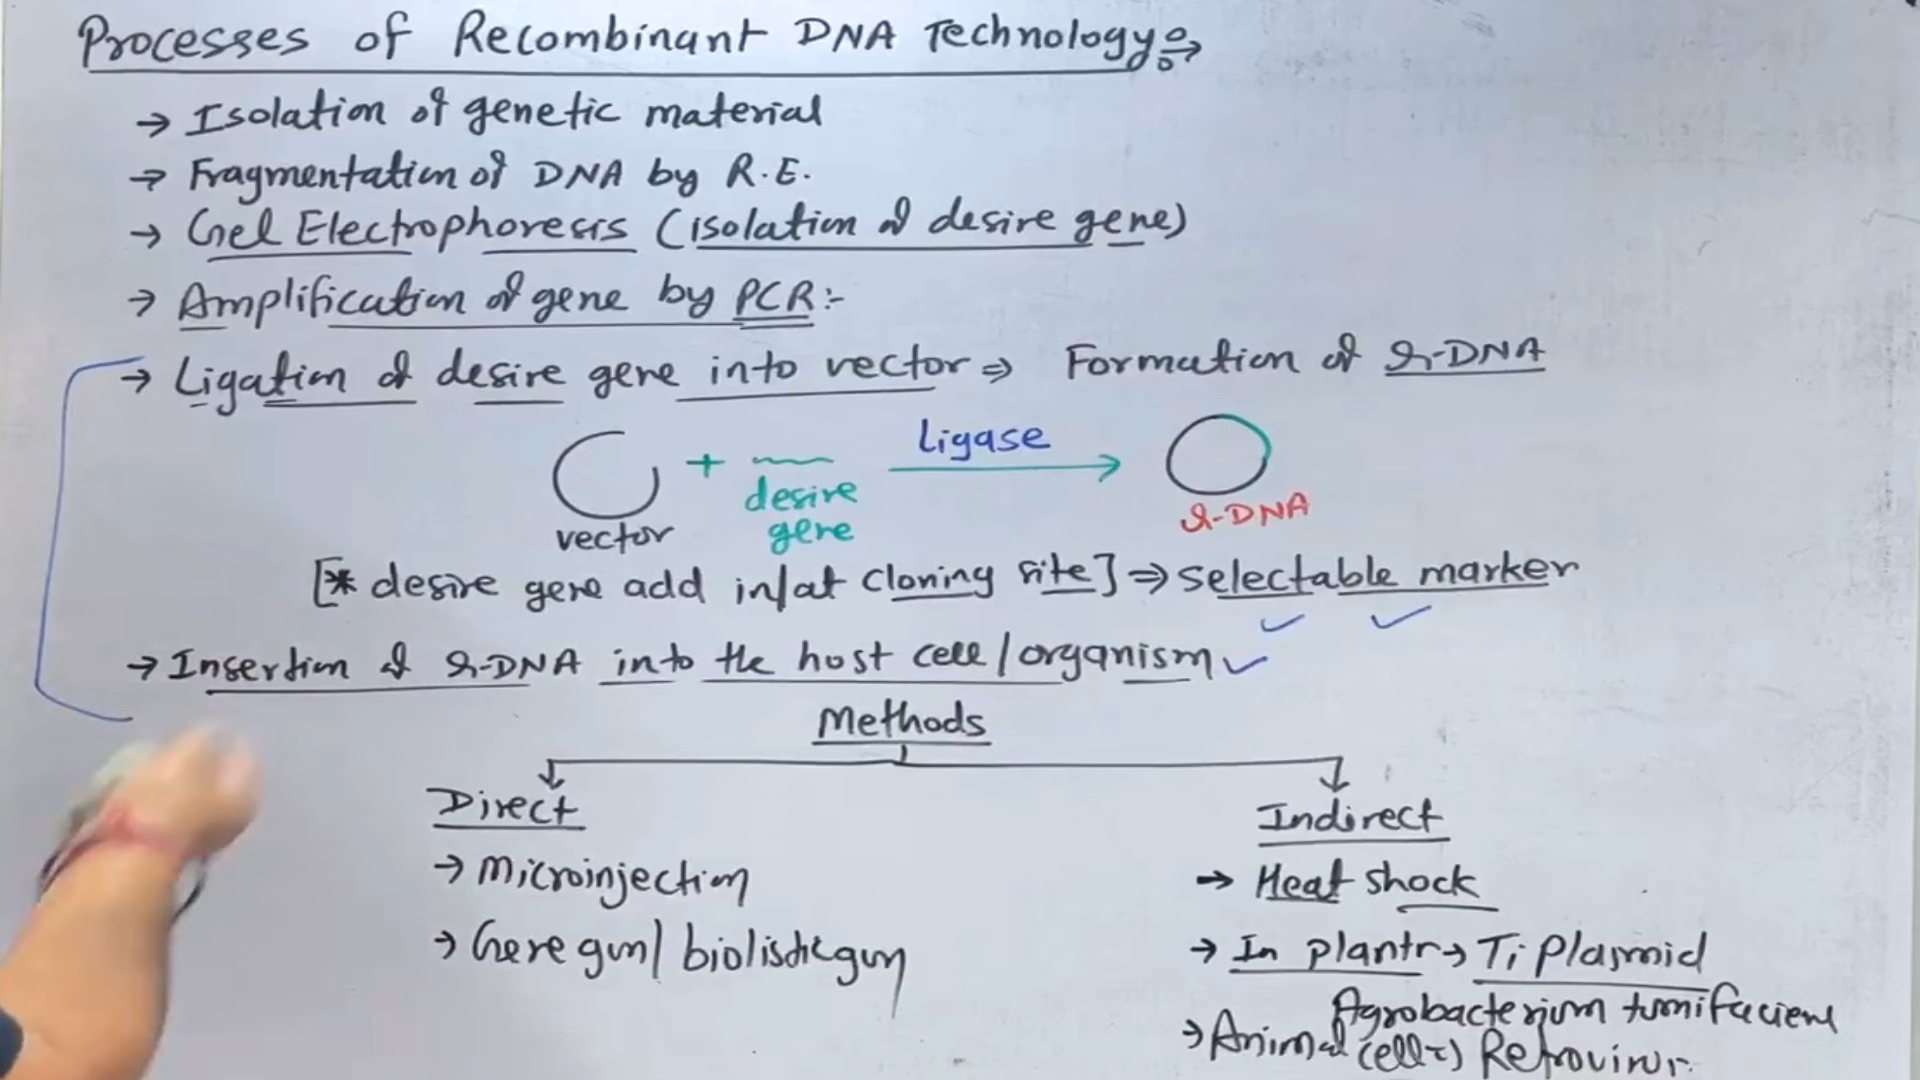 Processes of Recombinant DNA Technology:→
→ Isolation of genetic material
→ Fragmentation of DNA by R.E.
→ Gel Electrophoresis (isolation of desire gene)
→ Amplification of gene by PCR:-
→ Ligation of desire gene into vector ⇒ Formation of r-DNA
vector + desire gene Ligase → r-DNA
[* desire gene add in/at cloning site] ⇒ selectable marker
→ Insertion of r-DNA into the host cell/organism ✓
Methods
Direct
→ Microinjection
→ Gene gun/ biolistic gun
Indirect
→ Heat shock
→ In plants → Ti Plasmid
Agrobacterium tumifaciens
→ Animal cell → Retrovirus.